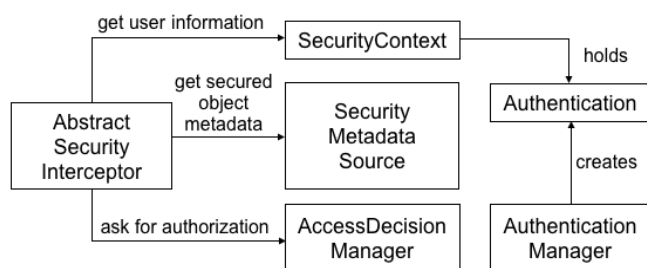 get user information
SecurityContext
holds
get secured
object
metadata
Abstract
Security
Interceptor
Security
Metadata
Source
Authentication
creates
ask for authorization
AccessDecision
Manager
Authentication
Manager